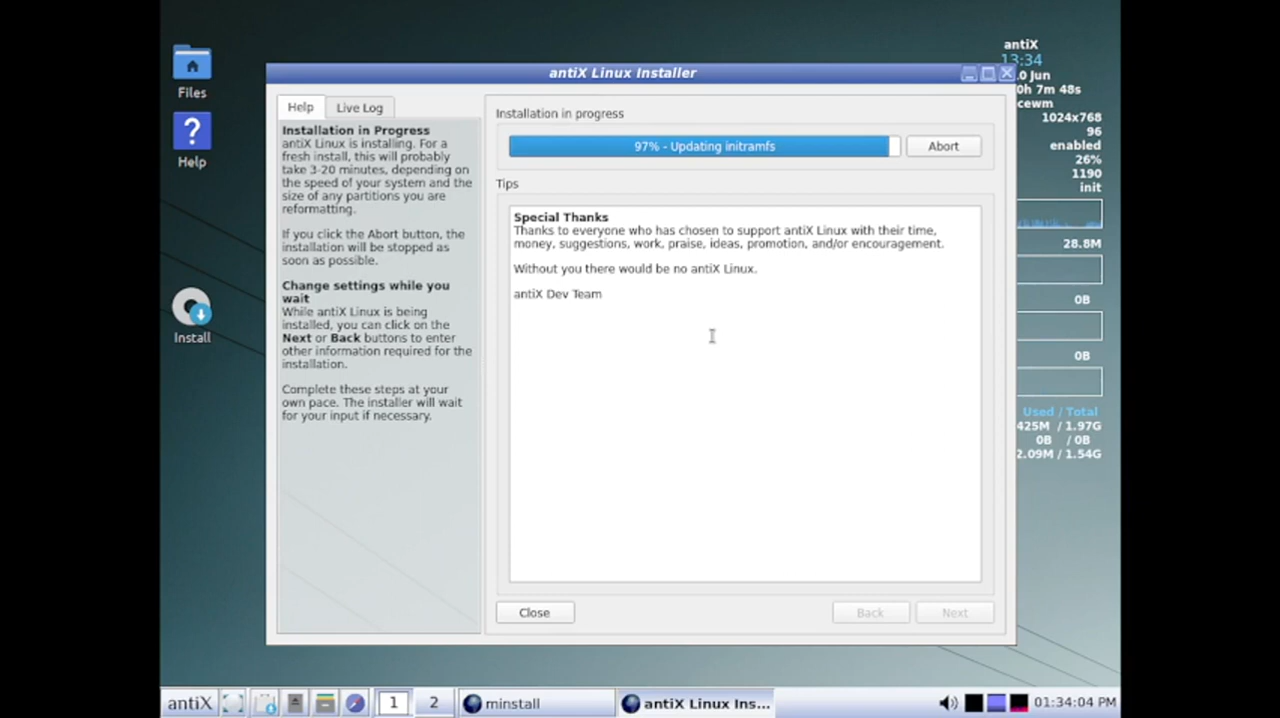 antiX
13:34
0 Jun
0h 7m 48s
cewm
1024x768
96
enabled
26%
1190
init
28.8M
0B
0B
Used / Total
425M / 1.97G
0B / 0B
2.09M / 1.54G
Files
Help
Install
antiX Linux Installer
Help
Live Log
Installation in Progress
antiX Linux is installing. For a
fresh install, this will probably
take 3-20 minutes, depending on
the speed of your system and the
size of any partitions you are
reformatting.
If you click the Abort button, the
installation will be stopped as
soon as possible.
Change settings while you
wait
While antiX Linux is being
installed, you can click on the
Next or Back buttons to enter
other information required for the
installation.
Complete these steps at your
own pace. The installer will wait
for your input if necessary.
Installation in progress
97% - Updating initramfs
Abort
Tips
Special Thanks
Thanks to everyone who has chosen to support antiX Linux with their time,
money, suggestions, work, praise, ideas, promotion, and/or encouragement.
Without you there would be no antiX Linux.
antiX Dev Team
Close
Back
Next
antiX
1
2
minstall
antiX Linux Ins...
01:34:04 PM